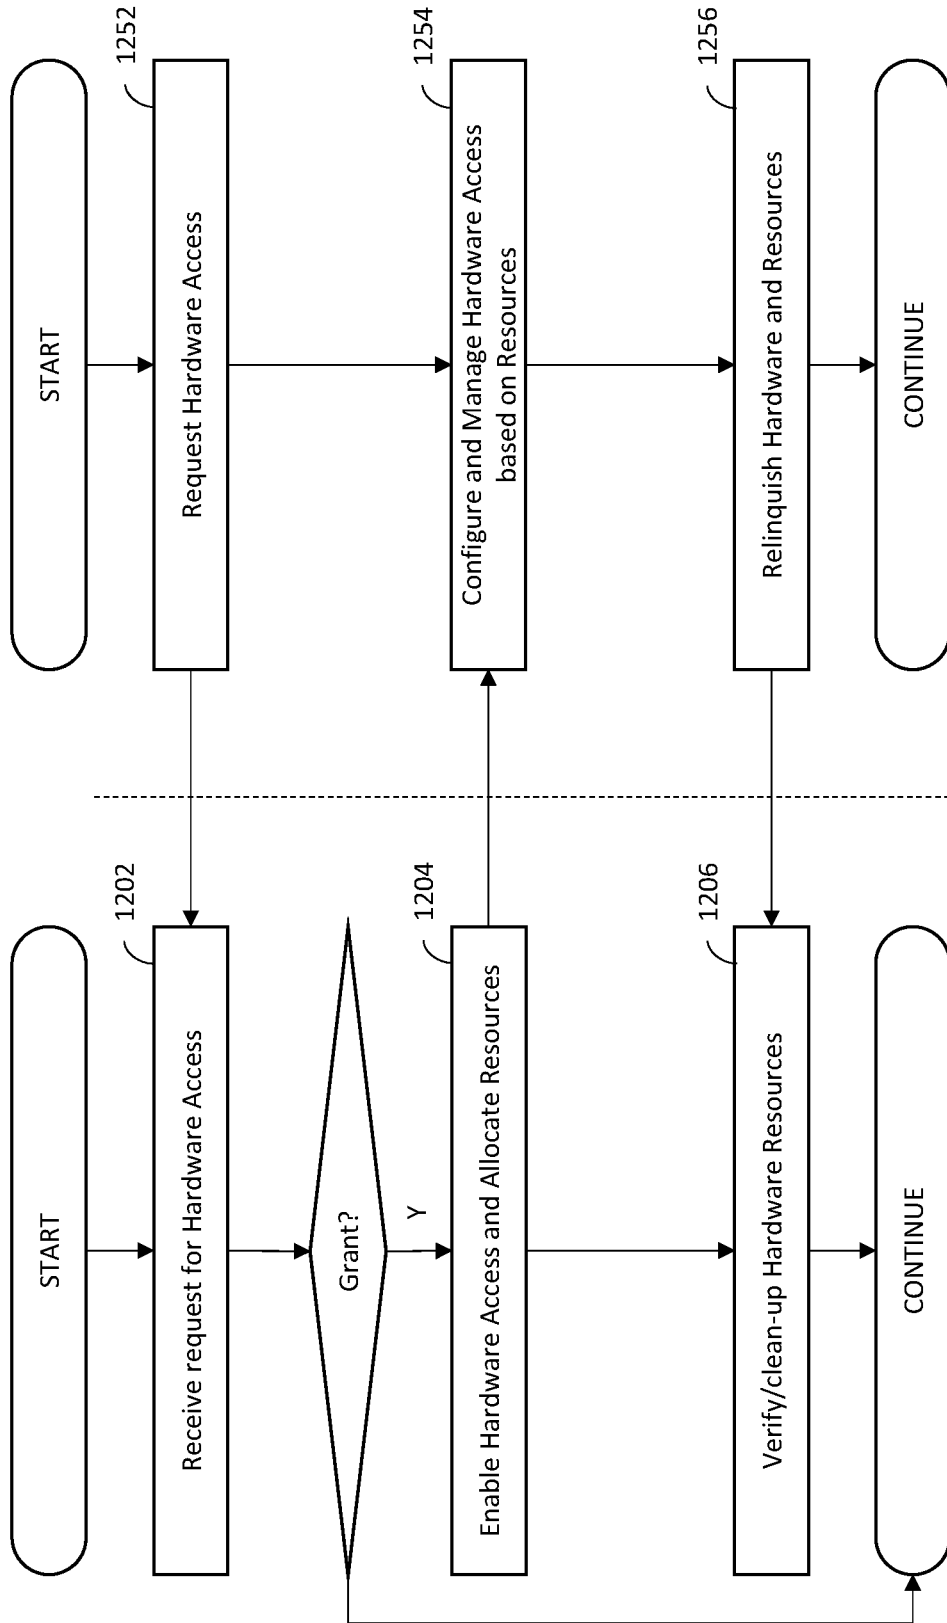 START
Receive request for Hardware Access
1202
Grant?
Y
Enable Hardware Access and Allocate Resources
1204
Verify/clean-up Hardware Resources
1206
CONTINUE
START
Request Hardware Access
1252
Configure and Manage Hardware Access
based on Resources
1254
Relinquish Hardware and Resources
1256
CONTINUE